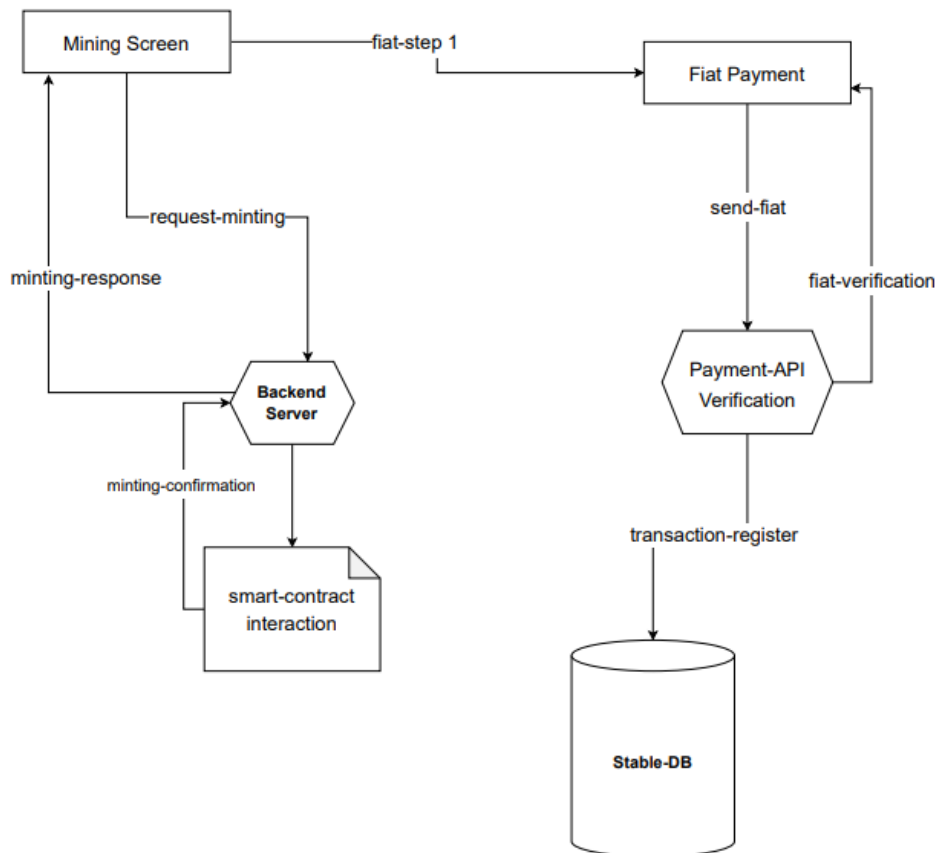 Mining Screen
fiat-step 1
Fiat Payment
request-minting
send-fiat
minting-response
fiat-verification
Backend
Server
Payment-API
Verification
minting-confirmation
transaction-register
smart-contract
interaction
Stable-DB